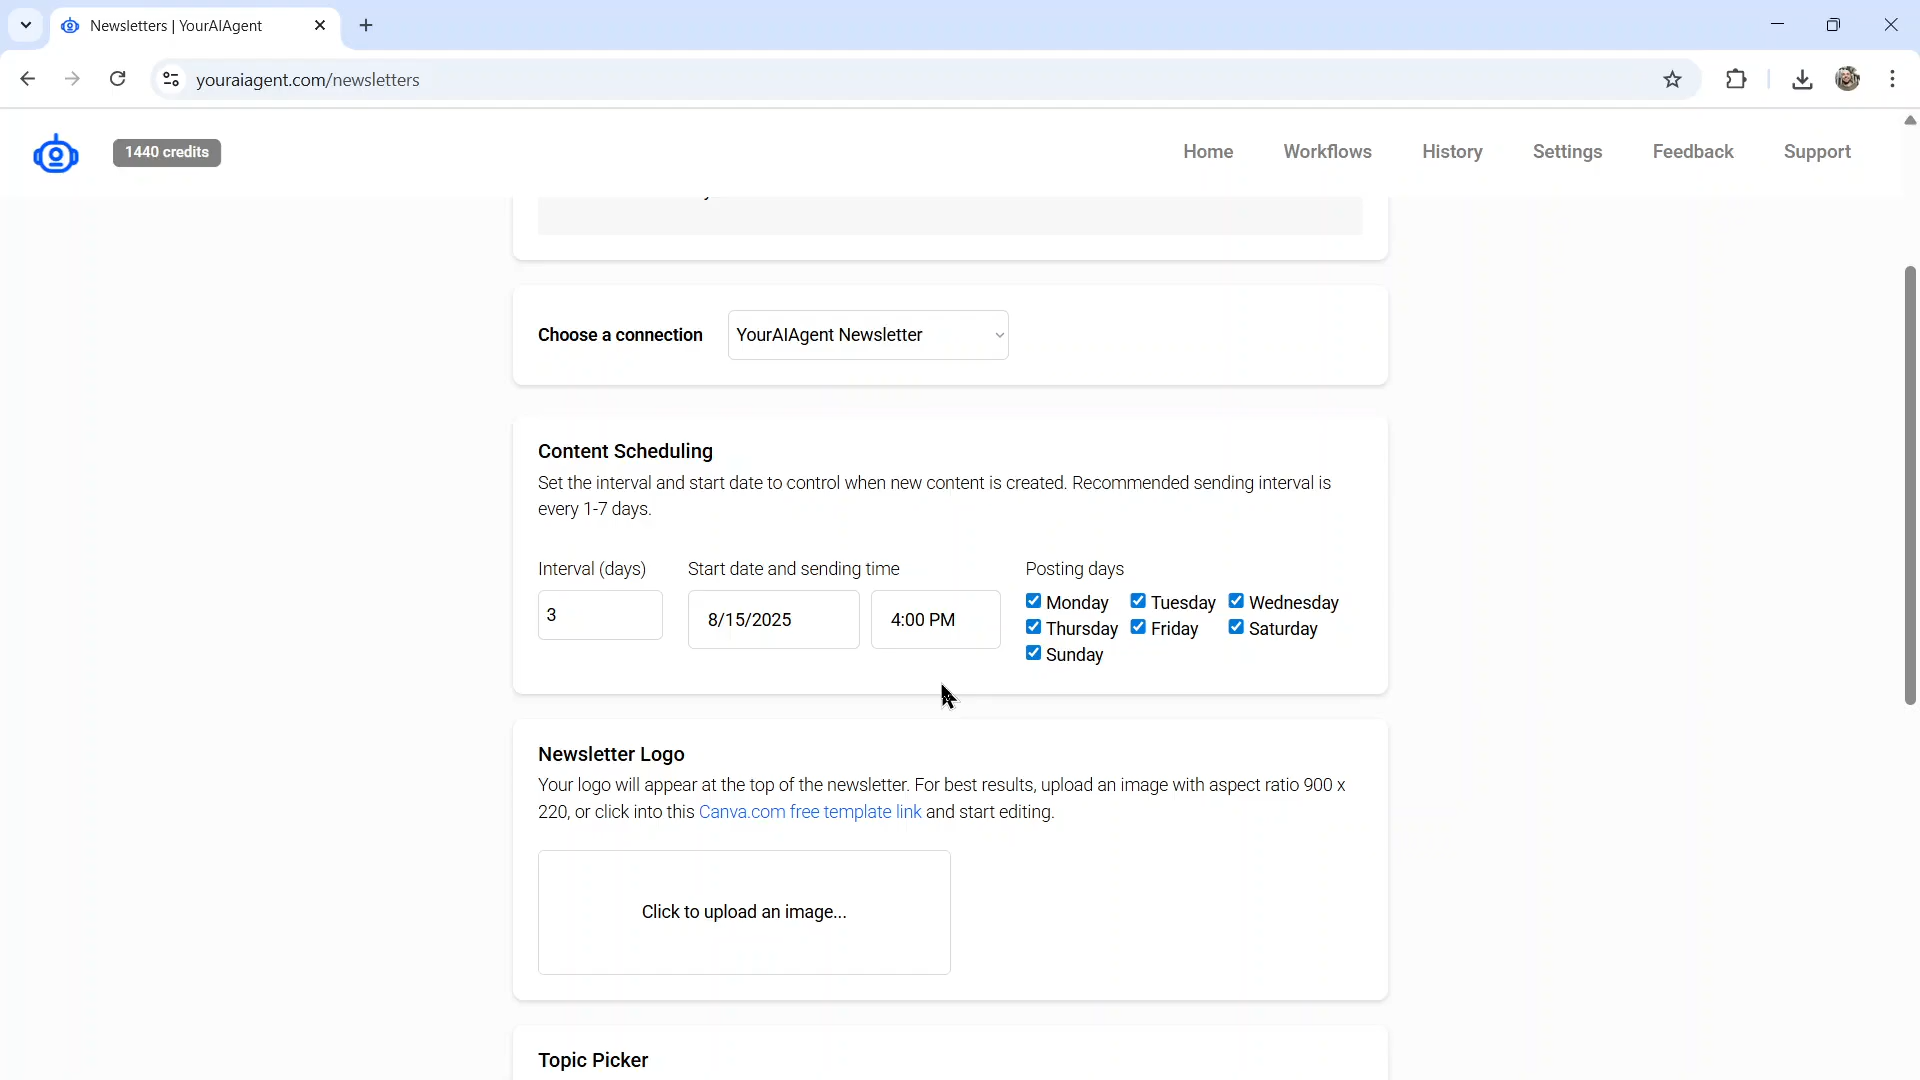 Newsletters | YourAIAgent
youraiagent.com/newsletters
1440 credits
Home
Workflows
History
Settings
Feedback
Support
Choose a connection
YourAIAgent Newsletter
Content Scheduling
Set the interval and start date to control when new content is created. Recommended sending interval is
every 1-7 days.
Interval (days)
Start date and sending time
Posting days
3
8/15/2025
4:00 PM
Monday
Tuesday
Wednesday
Thursday
Friday
Saturday
Sunday
Newsletter Logo
Your logo will appear at the top of the newsletter. For best results, upload an image with aspect ratio 900 x
220, or click into this Canva.com free template link and start editing.
Click to upload an image...
Topic Picker